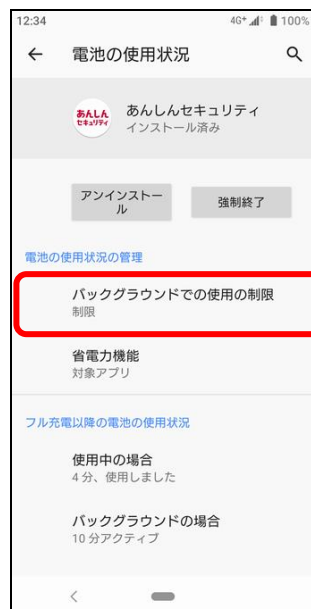 12:34 4G+ 100%
電池の使用状況
あんしん
セキュリティ
あんしんセキュリティ
インストール済み
アンインストー
ル
強制終了
電池の使用状況の管理
バックグラウンドでの使用の制限
制限
省電力機能
対象アプリ
フル充電以降の電池の使用状況
使用中の場合
4 分、使用しました
バックグラウンドの場合
10 分アクティブ